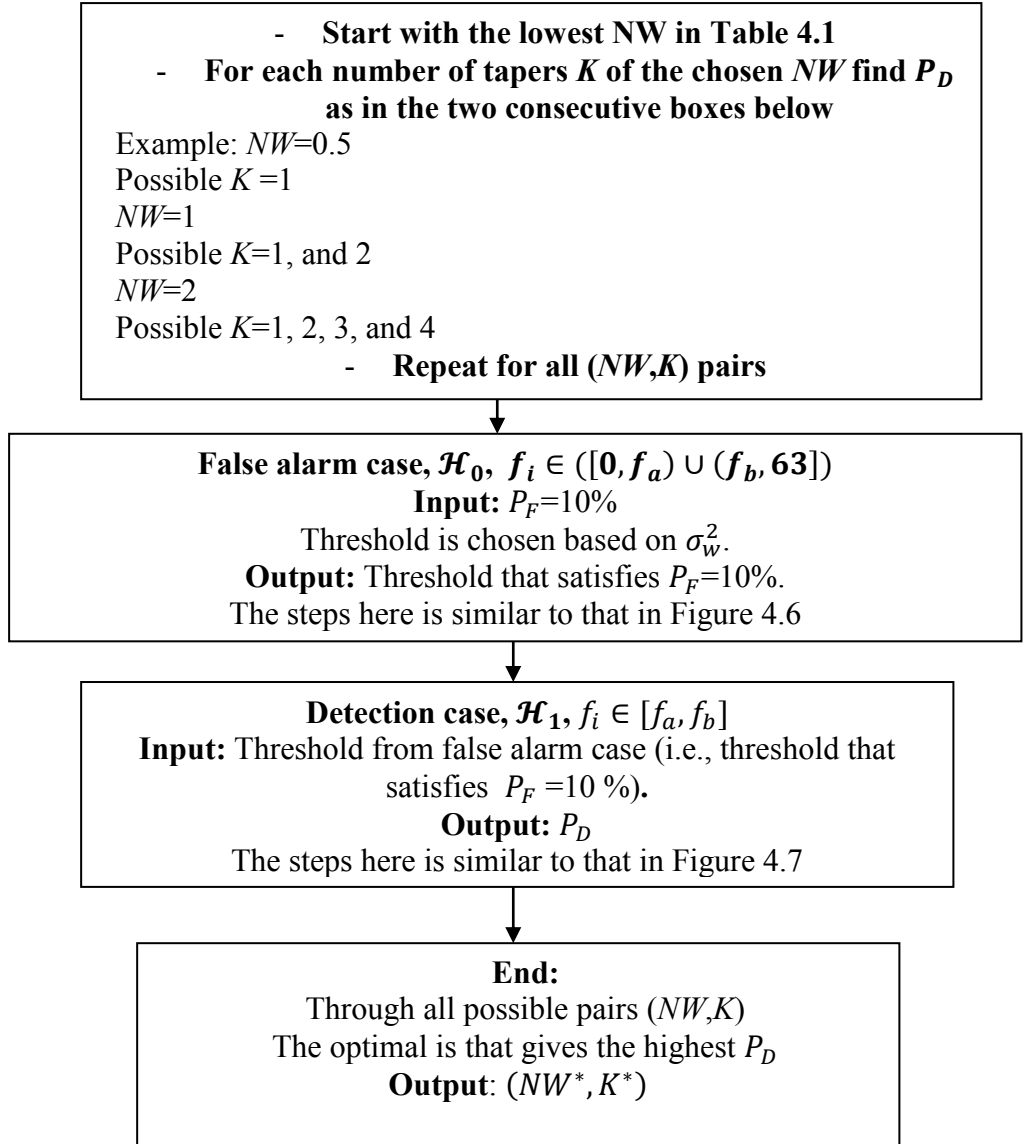 - Start with the lowest NW in Table 4.1
- For each number of tapers K of the chosen NW find P_D
as in the two consecutive boxes below
Example: NW=0.5
Possible K =1
NW=1
Possible K=1, and 2
NW=2
Possible K=1, 2, 3, and 4
- Repeat for all (NW,K) pairs
False alarm case, ℋ₀, f_i ∈ ([0, f_a) ∪ (f_b, 63])
Input: P_F=10%
Threshold is chosen based on σ_w^2.
Output: Threshold that satisfies P_F=10%.
The steps here is similar to that in Figure 4.6
Detection case, ℋ₁, f_i ∈ [f_a, f_b]
Input: Threshold from false alarm case (i.e., threshold that
satisfies P_F =10 %).
Output: P_D
The steps here is similar to that in Figure 4.7
End:
Through all possible pairs (NW,K)
The optimal is that gives the highest P_D
Output: (NW*, K*)